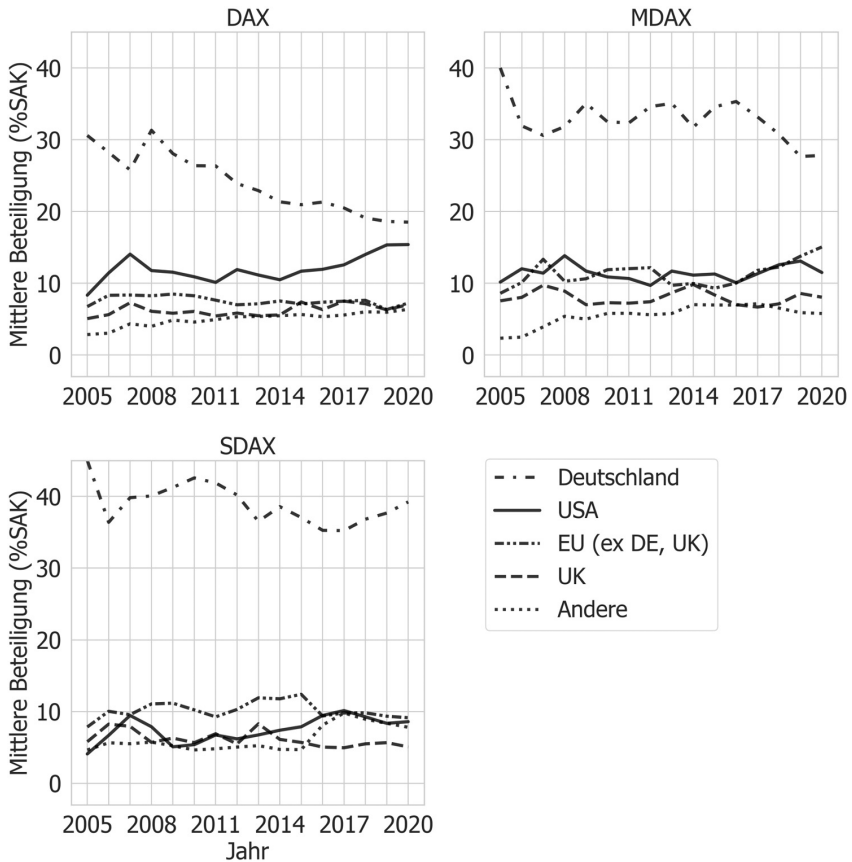 DAX
Mittlere Beteiligung (%SAK)
40
30
20
10
0
2005 2008 2011 2014 2017 2020
MDAX
40
30
20
10
0
2005 2008 2011 2014 2017 2020
SDAX
Mittlere Beteiligung (%SAK)
40
30
20
10
0
2005 2008 2011 2014 2017 2020
Jahr
Deutschland
USA
EU (ex DE, UK)
UK
Andere